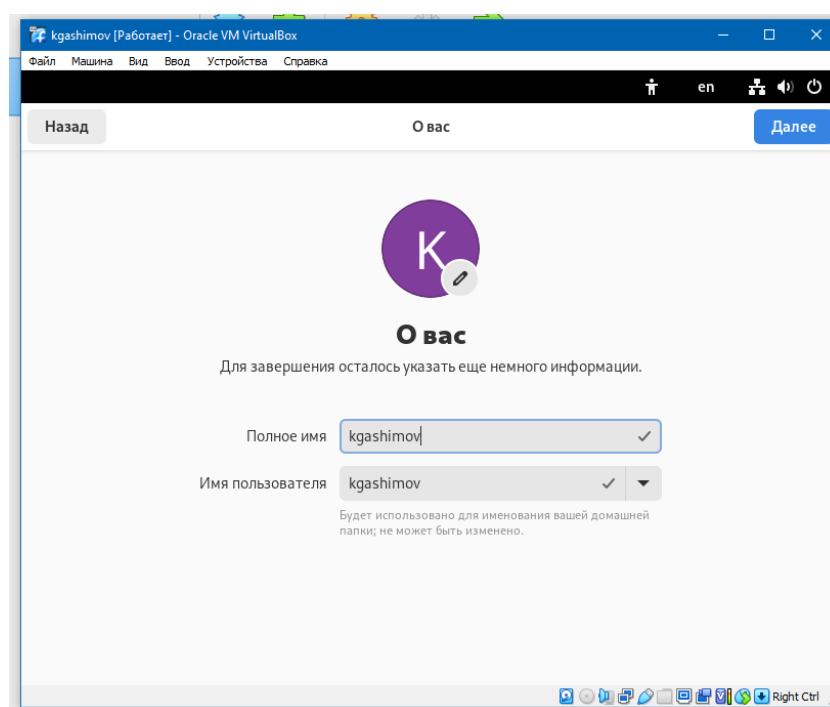 kgashimov [Работает] - Oracle VM VirtualBox
Файл Машина Вид Ввод Устройства Справка
en
Назад
О вас
Далее
K
О вас
Для завершения осталось указать еще немного информации.
Полное имя kgashimov
Имя пользователя kgashimov
Будет использовано для именования вашей домашней
папки; не может быть изменено.
Right Ctrl